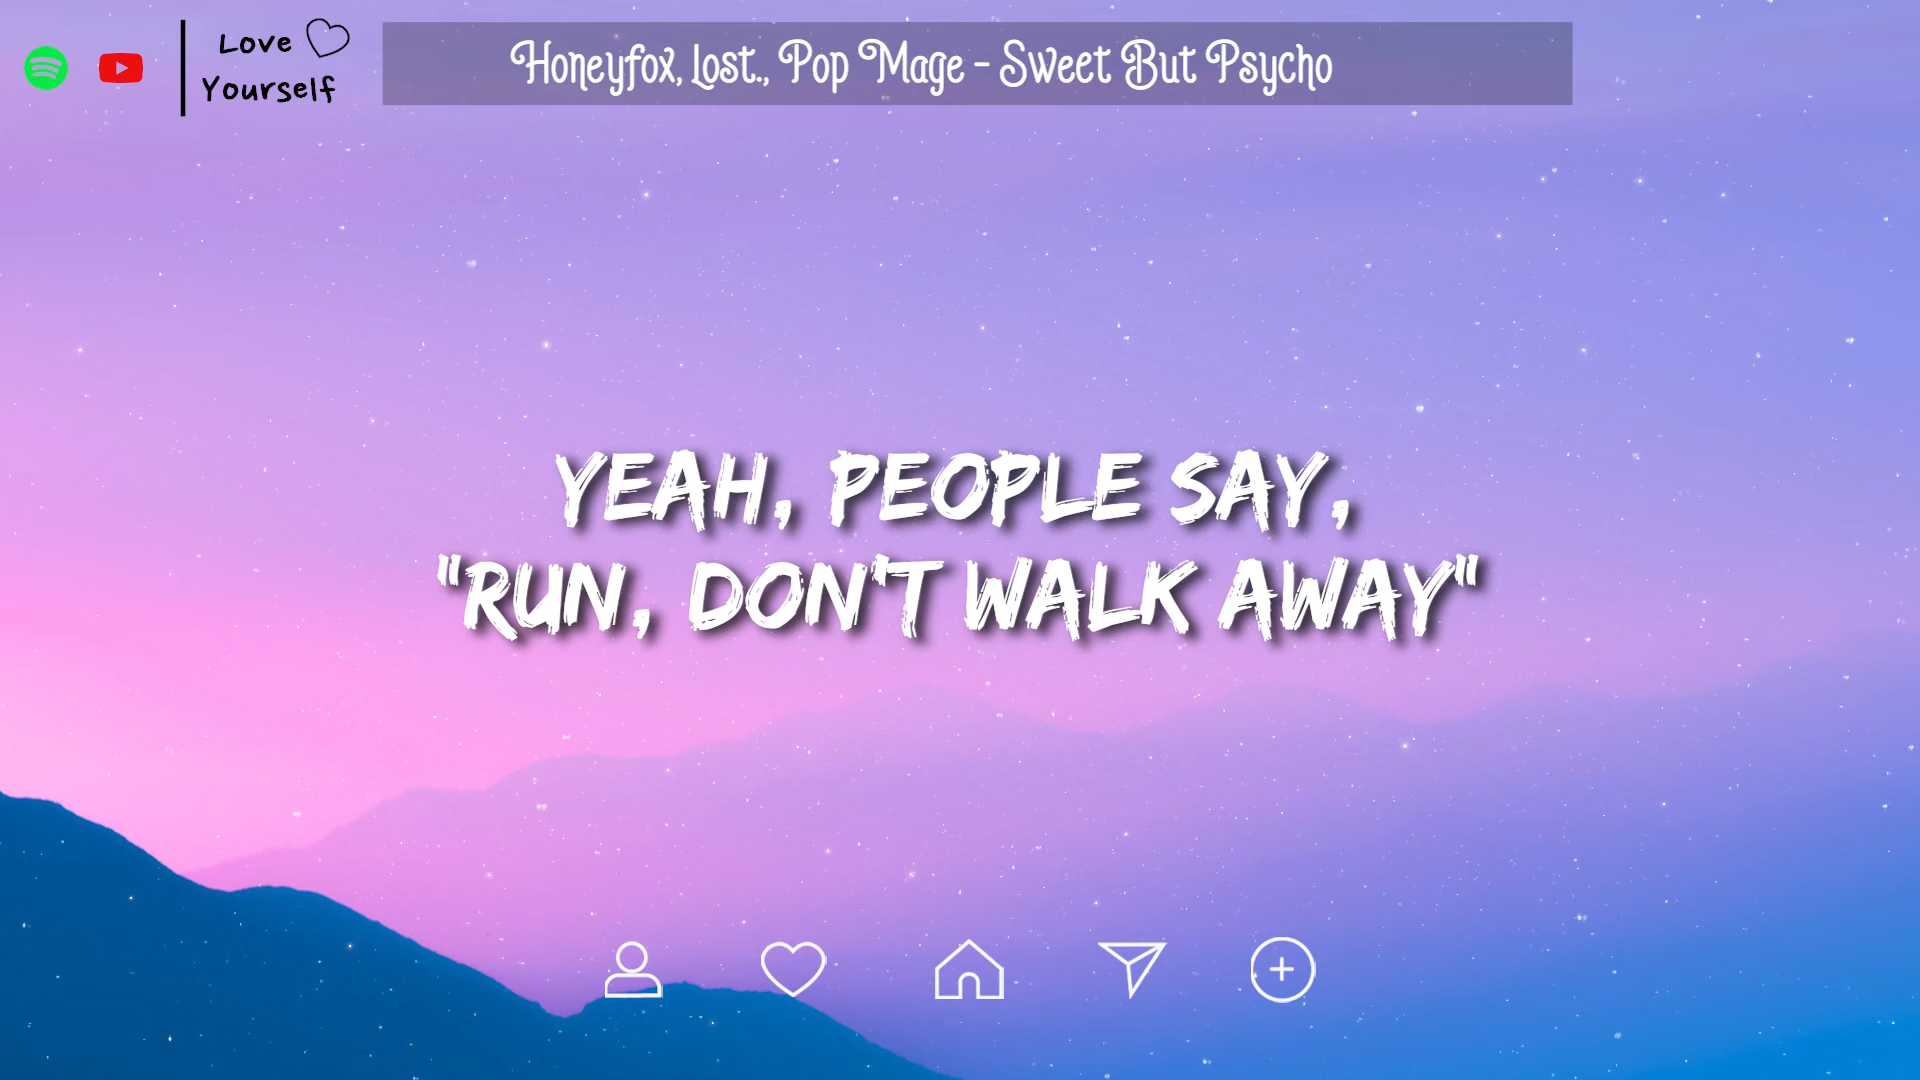 Love
Yourself
Honeyfox, Lost., Pop Mage - Sweet But Psycho
YEAH, PEOPLE SAY,
"RUN, DON'T WALK AWAY"